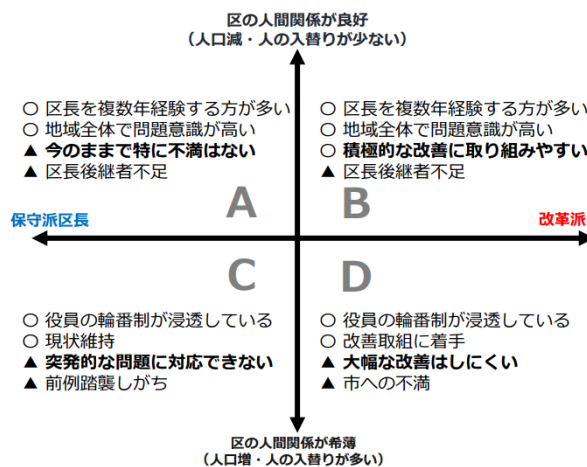 区の人間関係が良好
（人口減・人の入替りが少ない）
○ 区長を複数年経験する方が多い
○ 地域全体で問題意識が高い
▲ 今のままで特に不満はない
▲ 区長後継者不足
○ 区長を複数年経験する方が多い
○ 地域全体で問題意識が高い
○ 積極的な改善に取り組みやすい
▲ 区長後継者不足
A
B
保守派区長
改革派
C
D
○ 役員の輪番制が浸透している
○ 現状維持
▲ 突発的な問題に対応できない
▲ 前例踏襲しがち
○ 役員の輪番制が浸透している
○ 改善取組に着手
▲ 大幅な改善はしにくい
▲ 市への不満
区の人間関係が希薄
（人口増・人の入替りが多い）